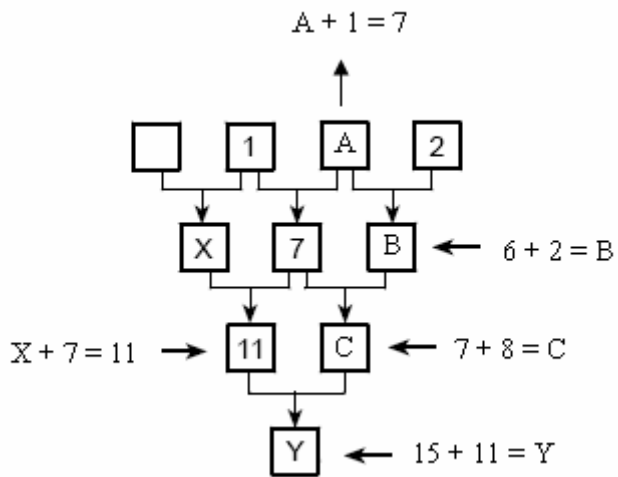 A + 1 = 7
1 A 2
X 7 B 6 + 2 = B
X + 7 = 11 11 C 7 + 8 = C
Y 15 + 11 = Y